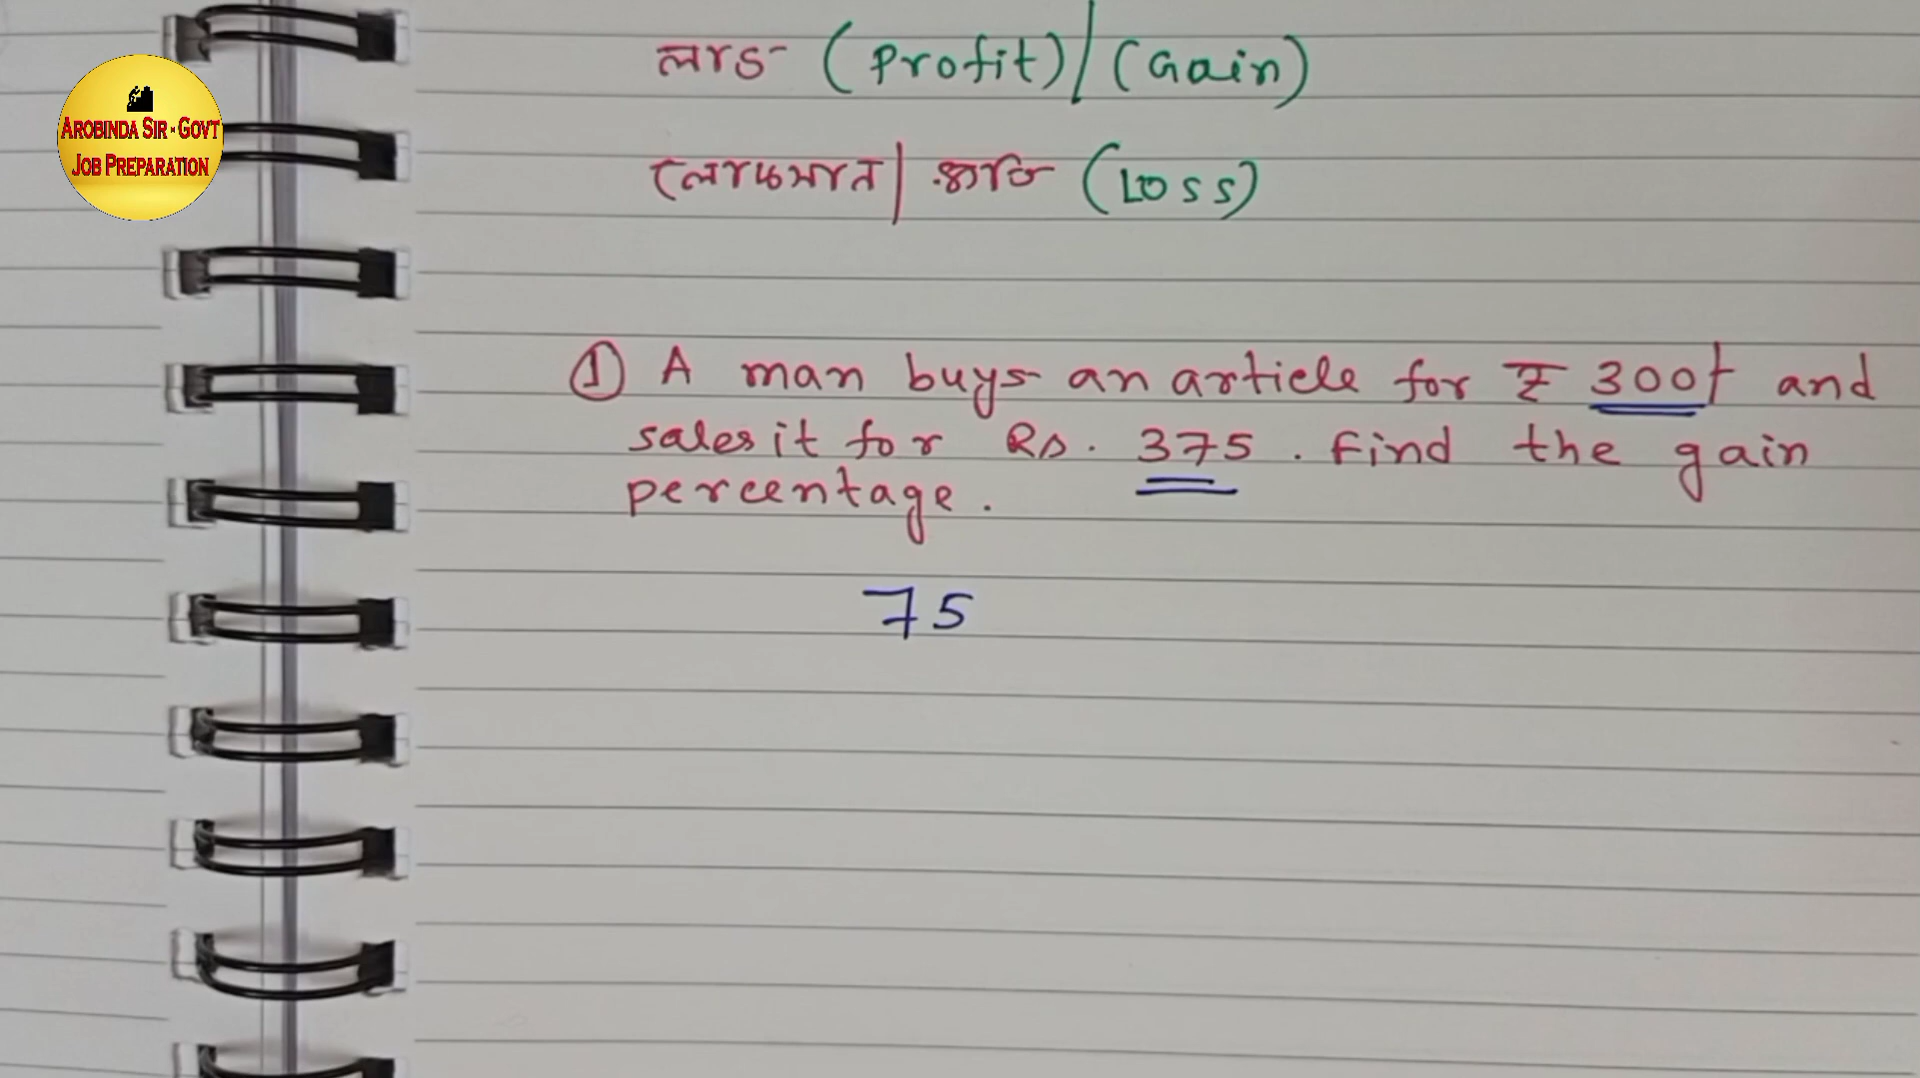 AROBINDA SIR - GOVT
JOB PREPARATION
লাভ (Profit)/(Gain)
লোকসান/ ক্ষতি (Loss)
① A man buys an article for ₹ 300/- and
sales it for Rs. 375. Find the gain
percentage.
75